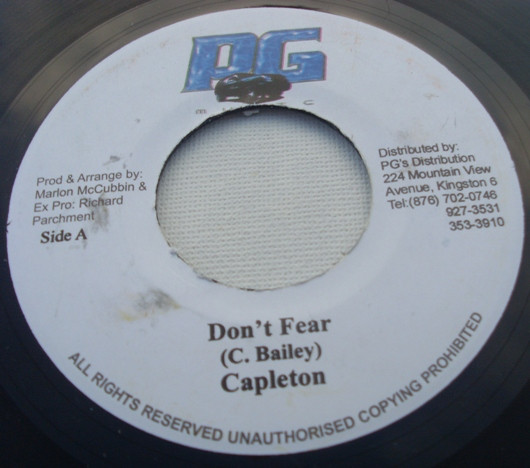 PG
Prod & Arrange by:
Marlon McCubbin &
Ex Pro: Richard
Parchment
Side A
Distributed by:
PG's Distribution
224 Mountain View
Avenue, Kingston 6
Tel:(876) 702-0746
927-3531
353-3910
Don't Fear
(C. Bailey)
Capleton
ALL RIGHTS RESERVED UNAUTHORISED COPYING PROHIBITED